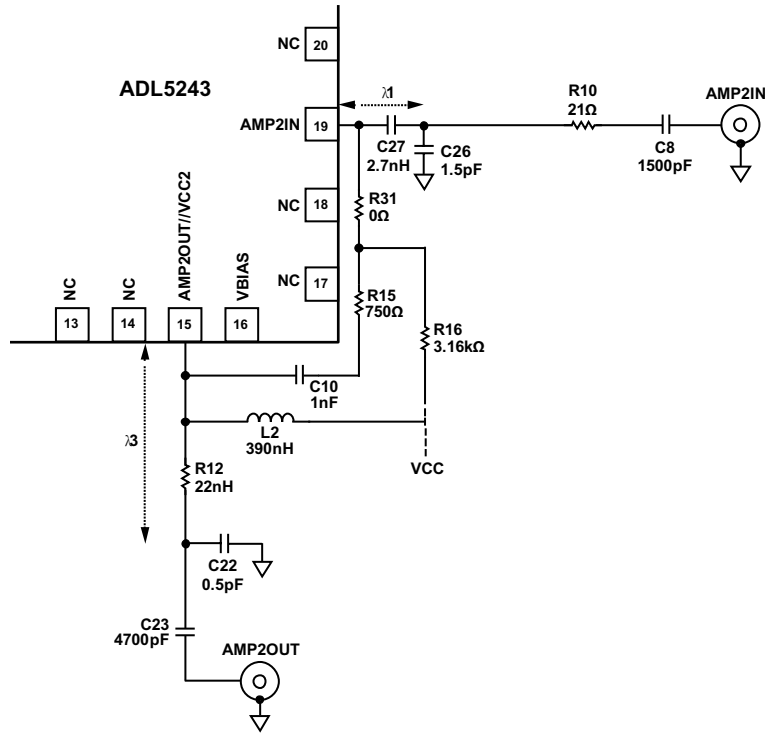 NC
20
ADL5243
λ1
R10
21Ω
AMP2IN
AMP2IN
19
C27
2.7nH
C26
1.5pF
C8
1500pF
NC
18
R31
0Ω
AMP2OUT//VCC2
VBIAS
NC
NC
NC
17
R15
750Ω
13
14
15
16
R16
3.16kΩ
C10
1nF
λ3
L2
390nH
R12
22nH
VCC
C22
0.5pF
C23
4700pF
AMP2OUT